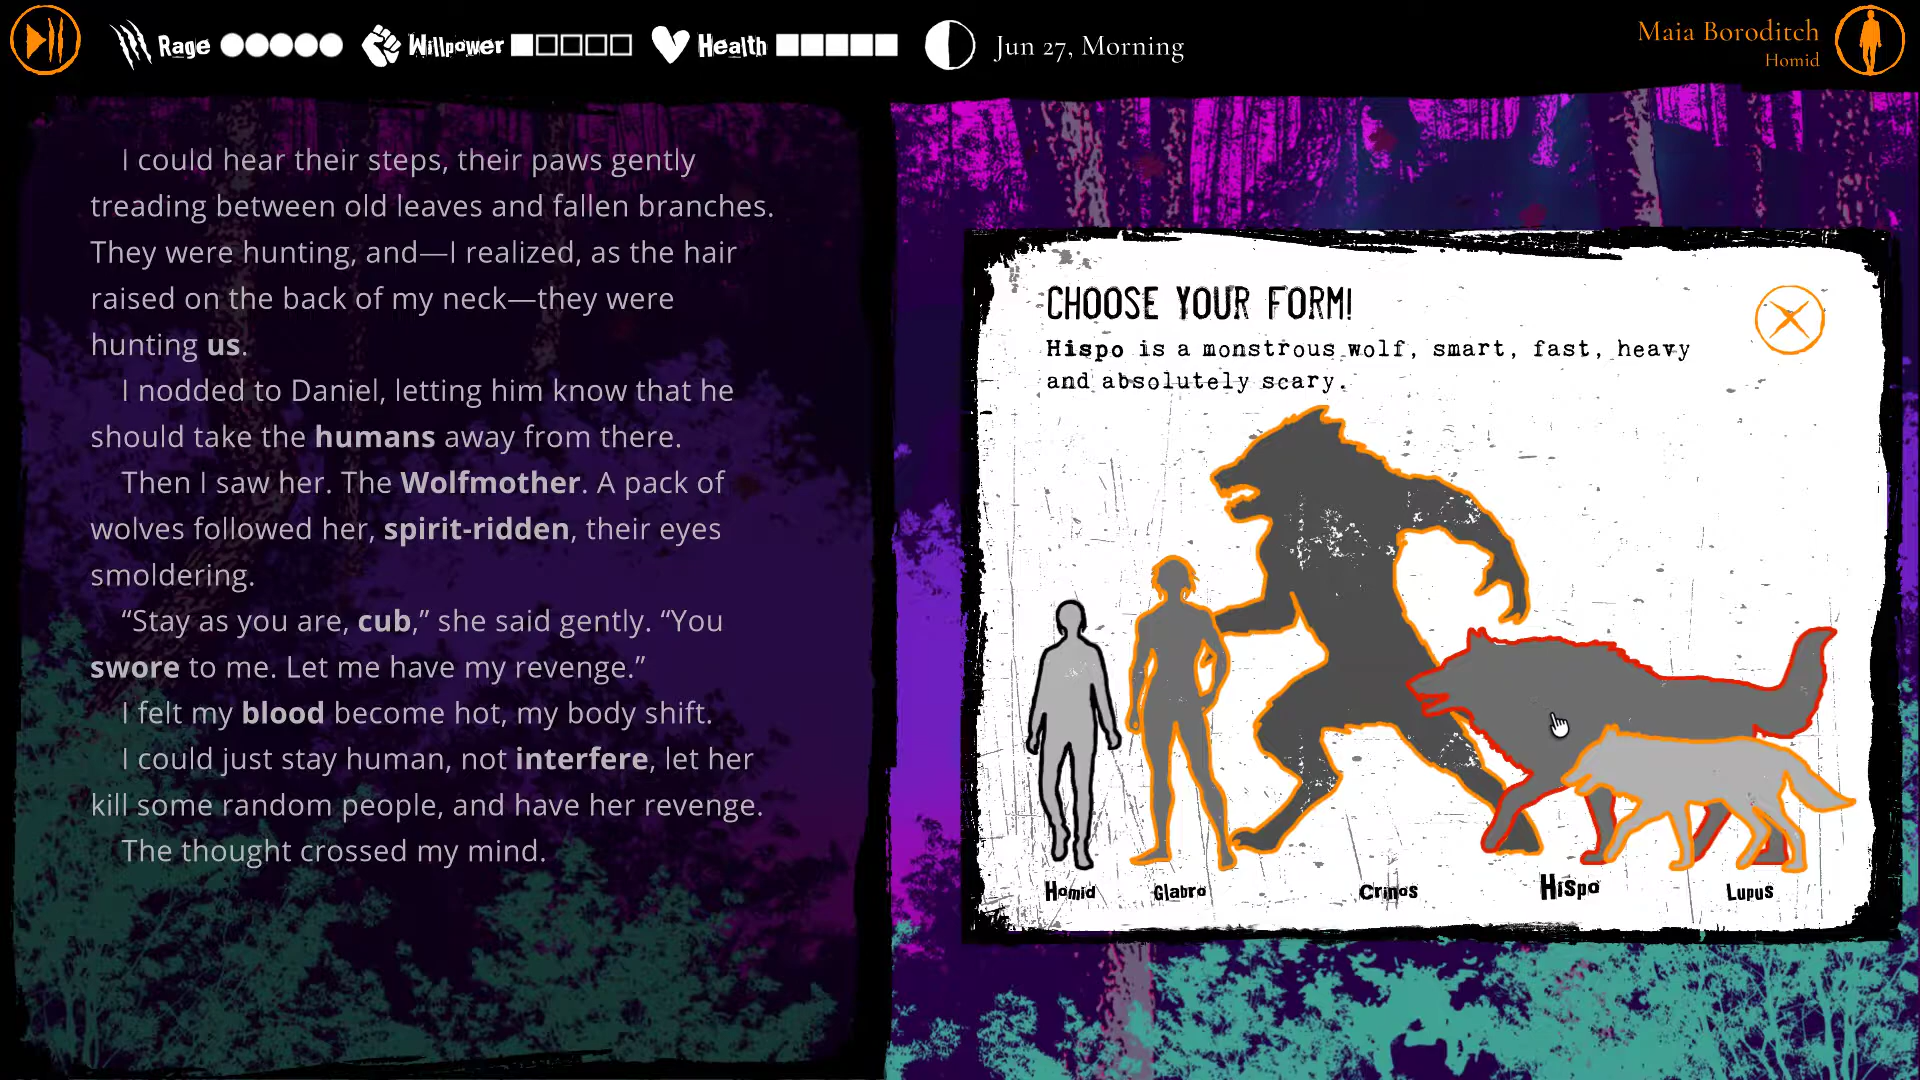 Rage
Willpower
Health
Jun 27, Morning
Maia Boroditch
Homid
I could hear their steps, their paws gently
treading between old leaves and fallen branches.
They were hunting, and—I realized, as the hair
raised on the back of my neck—they were
hunting us.
I nodded to Daniel, letting him know that he
should take the humans away from there.
Then I saw her. The Wolfmother. A pack of
wolves followed her, spirit-ridden, their eyes
smoldering.
“Stay as you are, cub,” she said gently. “You
swore to me. Let me have my revenge.”
I felt my blood become hot, my body shift.
I could just stay human, not interfere, let her
kill some random people, and have her revenge.
The thought crossed my mind.
CHOOSE YOUR FORM!
Hispo is a monstrous wolf, smart, fast, heavy
and absolutely scary.
Homid
Glabro
Crinos
Hispo
Lupus